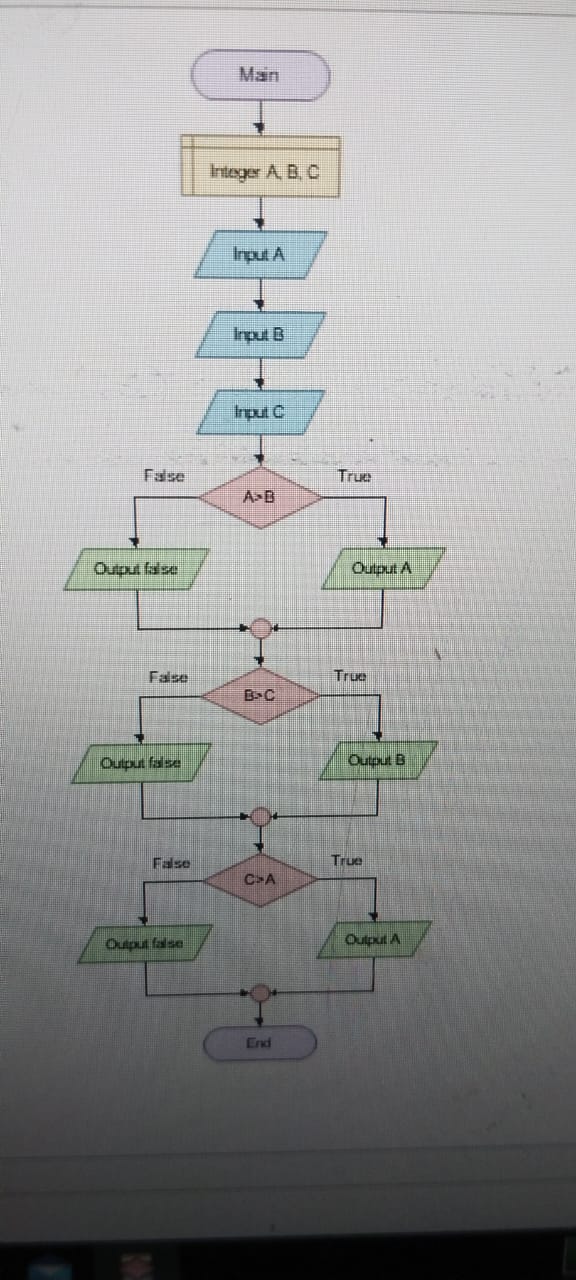 Main
Integer A, B, C
Input A
Input B
Input C
False
True
A>B
Output false
Output A
False
True
B>C
Output false
Output B
False
True
C>A
Output false
Output A
End